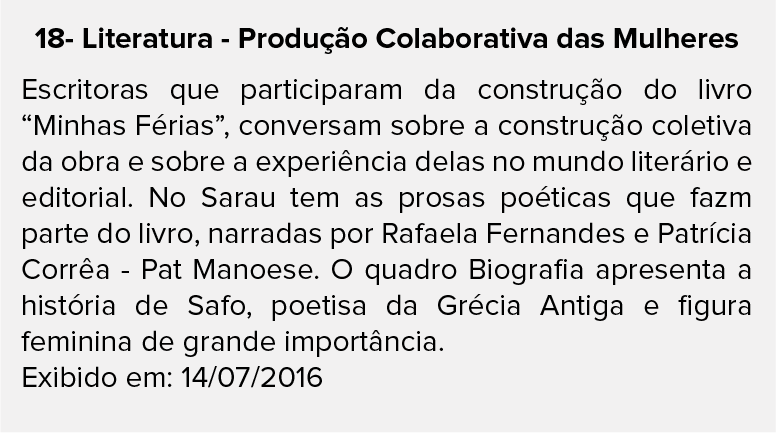 18- Literatura - Produção Colaborativa das Mulheres
Escritoras que participaram da construção do livro
“Minhas Férias”, conversam sobre a construção coletiva
da obra e sobre a experiência delas no mundo literário e
editorial. No Sarau tem as prosas poéticas que fazm
parte do livro, narradas por Rafaela Fernandes e Patrícia
Corrêa - Pat Manoese. O quadro Biografia apresenta a
história de Safo, poetisa da Grécia Antiga e figura
feminina de grande importância.
Exibido em: 14/07/2016